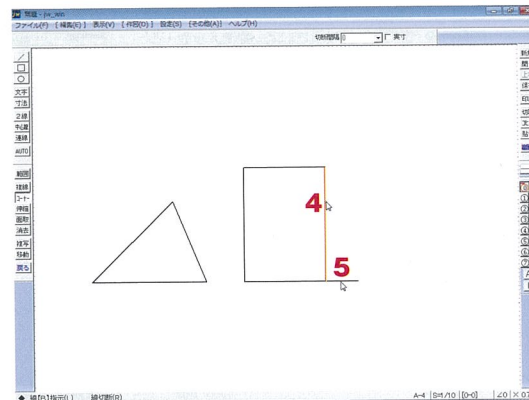 無題 - jw_win
ファイル(F) [編集(E)] 表示(V) [作図(D)] 設定(S) [その他(A)] ヘルプ(H)
切断間隔 実寸
文字
寸法
2線
中心線
連線
AUTO
範囲
複線
コーナー
伸縮
面取
消去
複写
移動
戻る
4
5
◆ 線【B】指示(L) 線切断(R)
A-4 S=1/10 [0-0] ∠0